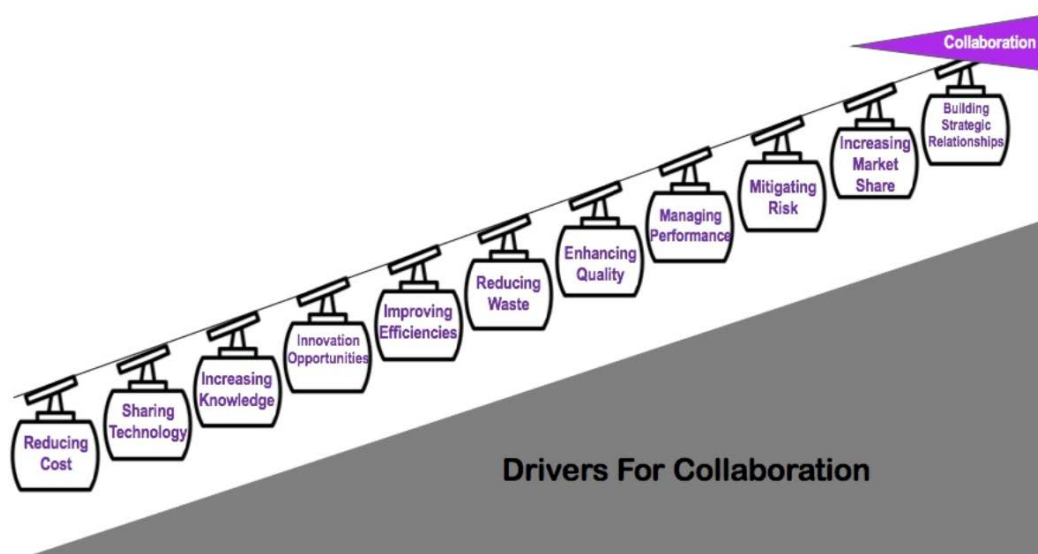 Collaboration
Building
Strategic
Relationships
Increasing
Market
Share
Mitigating
Risk
Managing
Performance
Enhancing
Quality
Reducing
Waste
Improving
Efficiencies
Innovation
Opportunities
Increasing
Knowledge
Sharing
Technology
Reducing
Cost
Drivers For Collaboration